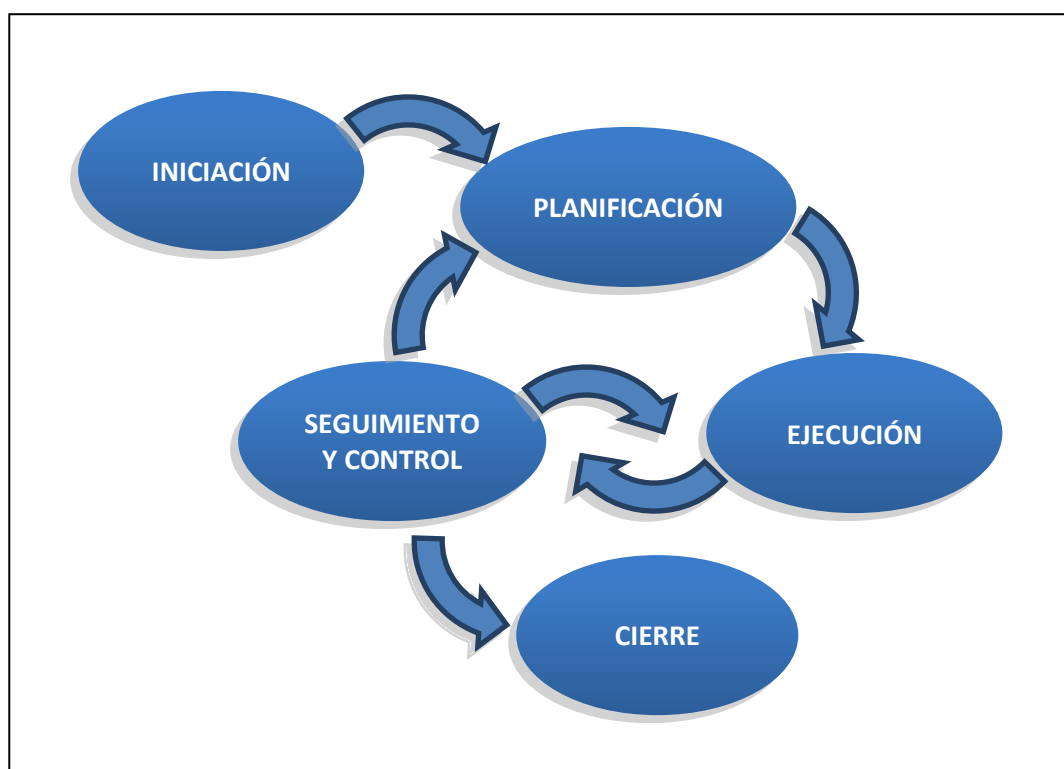 INICIACIÓN
PLANIFICACIÓN
SEGUIMIENTO
Y CONTROL
EJECUCIÓN
CIERRE